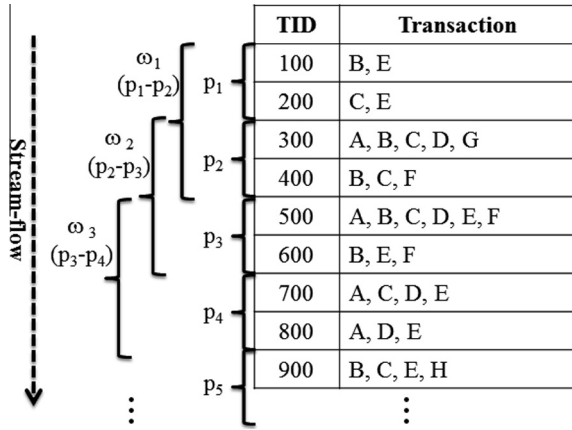 TID Transaction
100 B, E
200 C, E
300 A, B, C, D, G
400 B, C, F
500 A, B, C, D, E, F
600 B, E, F
700 A, C, D, E
800 A, D, E
900 B, C, E, H
⋮ ⋮
p1
p2
p3
p4
p5
ω1
(p1-p2)
ω2
(p2-p3)
ω3
(p3-p4)
Stream-flow